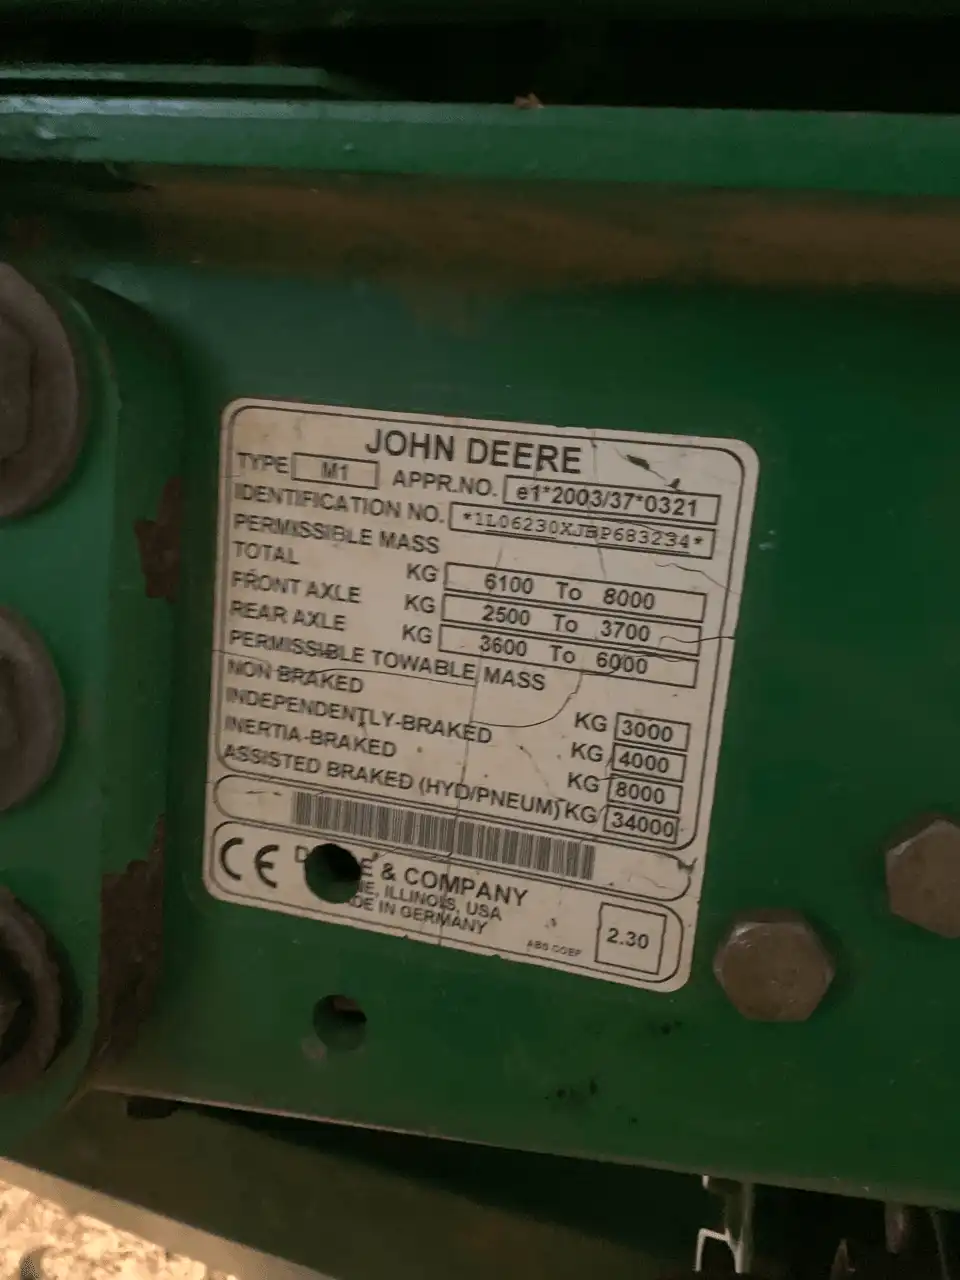 JOHN DEERE
TYPE M1 APPR.NO. e1*2003/37*0321
IDENTIFICATION NO.
PERMISSIBLE MASS
TOTAL KG 6100 To 8000
FRONT AXLE KG 2500 To 3700
REAR AXLE KG 3600 To 6000
PERMISSIBLE TOWABLE MASS
NON BRAKED KG 3000
INDEPENDENTLY-BRAKED KG 4000
INERTIA-BRAKED KG 8000
ASSISTED BRAKED (HYD/PNEUM) KG 34000
CE
& COMPANY
ILLINOIS, USA
IN GERMANY
2.30